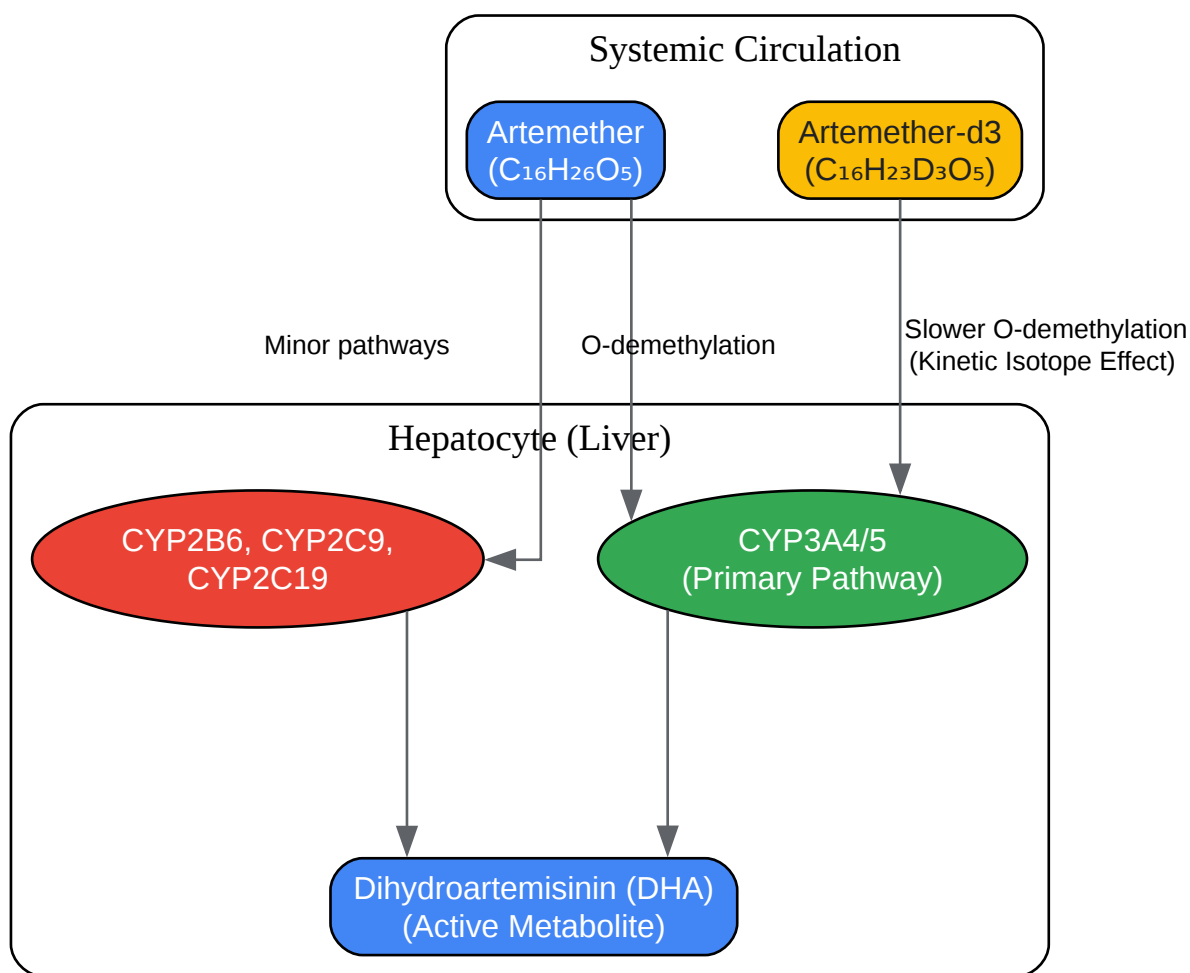 Systemic Circulation
Artemether
(C₁₆H₂₆O₅)
Artemether-d3
(C₁₆H₂₃D₃O₅)
Minor pathways
O-demethylation
Slower O-demethylation
(Kinetic Isotope Effect)
Hepatocyte (Liver)
CYP2B6, CYP2C9,
CYP2C19
CYP3A4/5
(Primary Pathway)
Dihydroartemisinin (DHA)
(Active Metabolite)